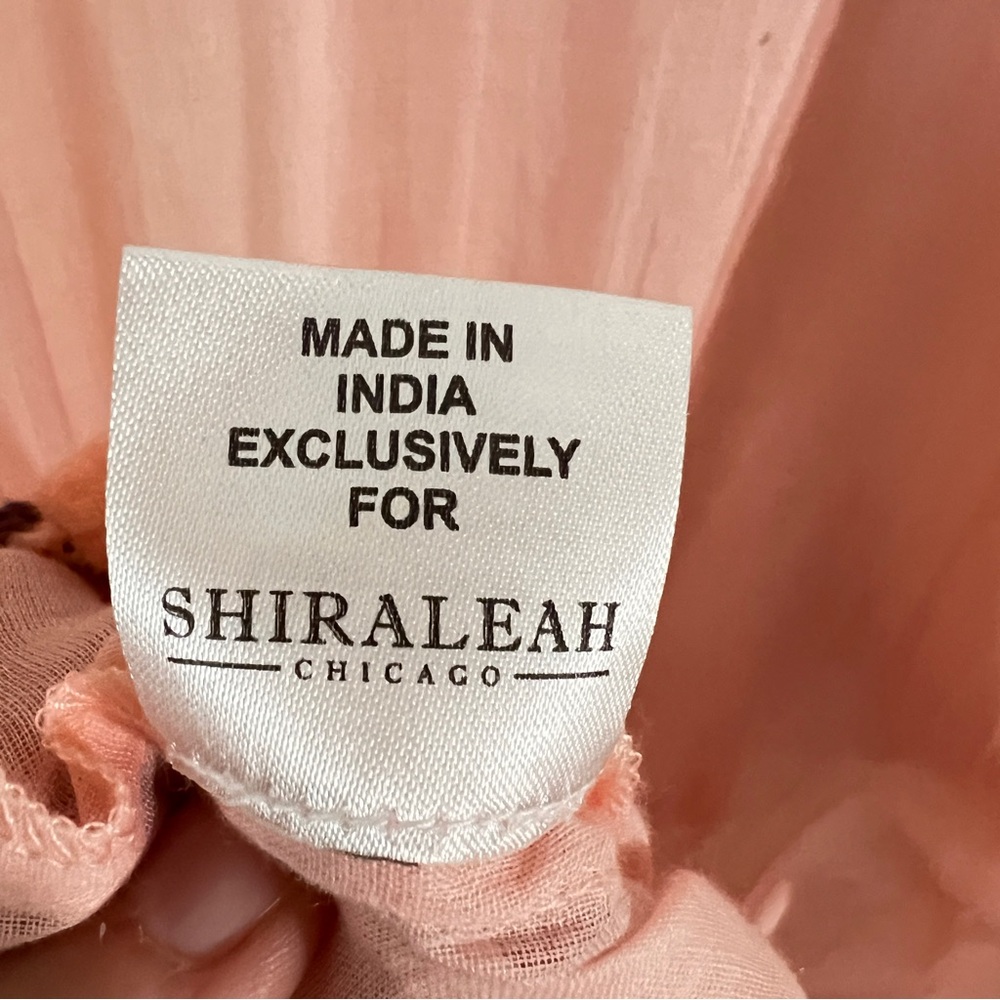 MADE IN
INDIA
EXCLUSIVELY
FOR
SHIRALEAH
CHICAGO